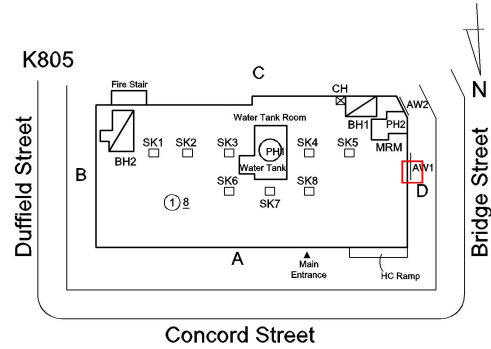 K805
C
N
Fire Stair
CH
AW2
Water Tank Room
BH1
PH2
BH2
SK1
SK2
SK3
PH1
SK4
SK5
MRM
Water Tank
AW1
B
D
SK6
SK7
SK8
1 8
A
Main
Entrance
HC Ramp
Duffield Street
Bridge Street
Concord Street